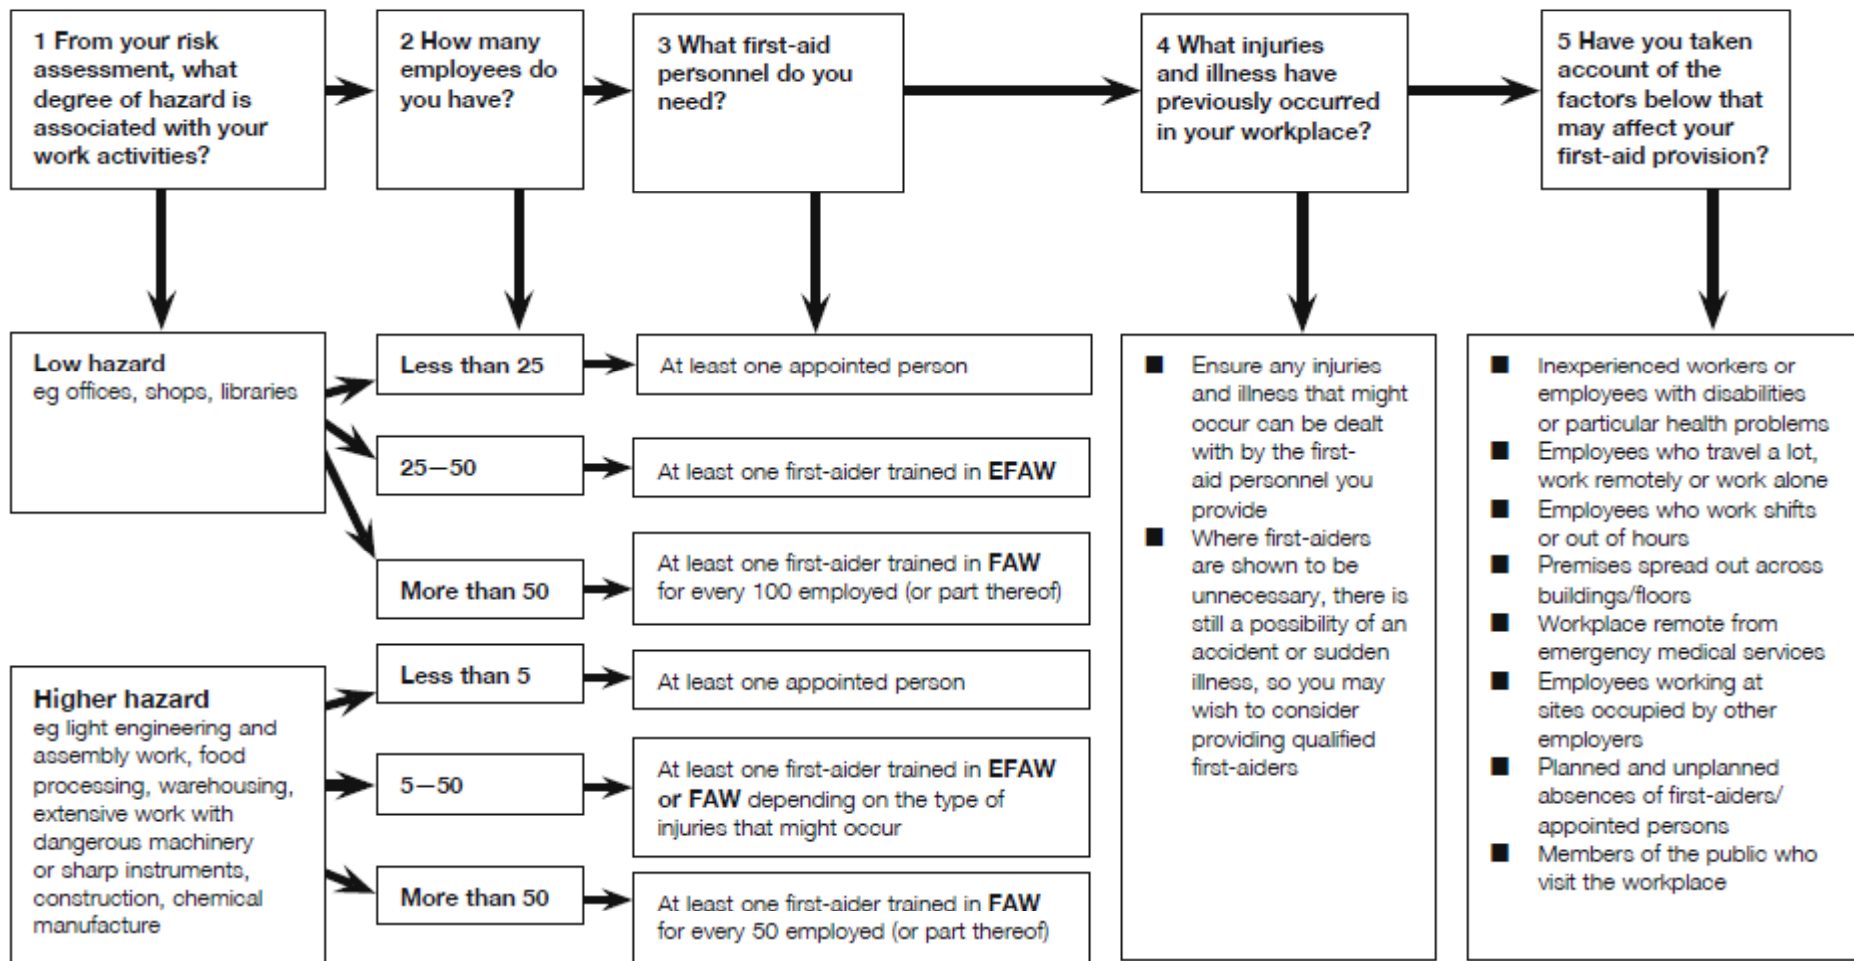 1 From your risk
assessment, what
degree of hazard is
associated with your
work activities?
2 How many
employees do
you have?
3 What first-aid
personnel do you
need?
4 What injuries
and illness have
previously occurred
in your workplace?
5 Have you taken
account of the
factors below that
may affect your
first-aid provision?
Low hazard
eg offices, shops, libraries
Less than 25
At least one appointed person
25—50
At least one first-aider trained in EFAW
More than 50
At least one first-aider trained in FAW
for every 100 employed (or part thereof)
Higher hazard
eg light engineering and
assembly work, food
processing, warehousing,
extensive work with
dangerous machinery
or sharp instruments,
construction, chemical
manufacture
Less than 5
At least one appointed person
5—50
At least one first-aider trained in EFAW
or FAW depending on the type of
injuries that might occur
More than 50
At least one first-aider trained in FAW
for every 50 employed (or part thereof)
■ Ensure any injuries
and illness that might
occur can be dealt
with by the first-
aid personnel you
provide
■ Where first-aiders
are shown to be
unnecessary, there is
still a possibility of an
accident or sudden
illness, so you may
wish to consider
providing qualified
first-aiders
■ Inexperienced workers or
employees with disabilities
or particular health problems
■ Employees who travel a lot,
work remotely or work alone
■ Employees who work shifts
or out of hours
■ Premises spread out across
buildings/floors
■ Workplace remote from
emergency medical services
■ Employees working at
sites occupied by other
employers
■ Planned and unplanned
absences of first-aiders/
appointed persons
■ Members of the public who
visit the workplace